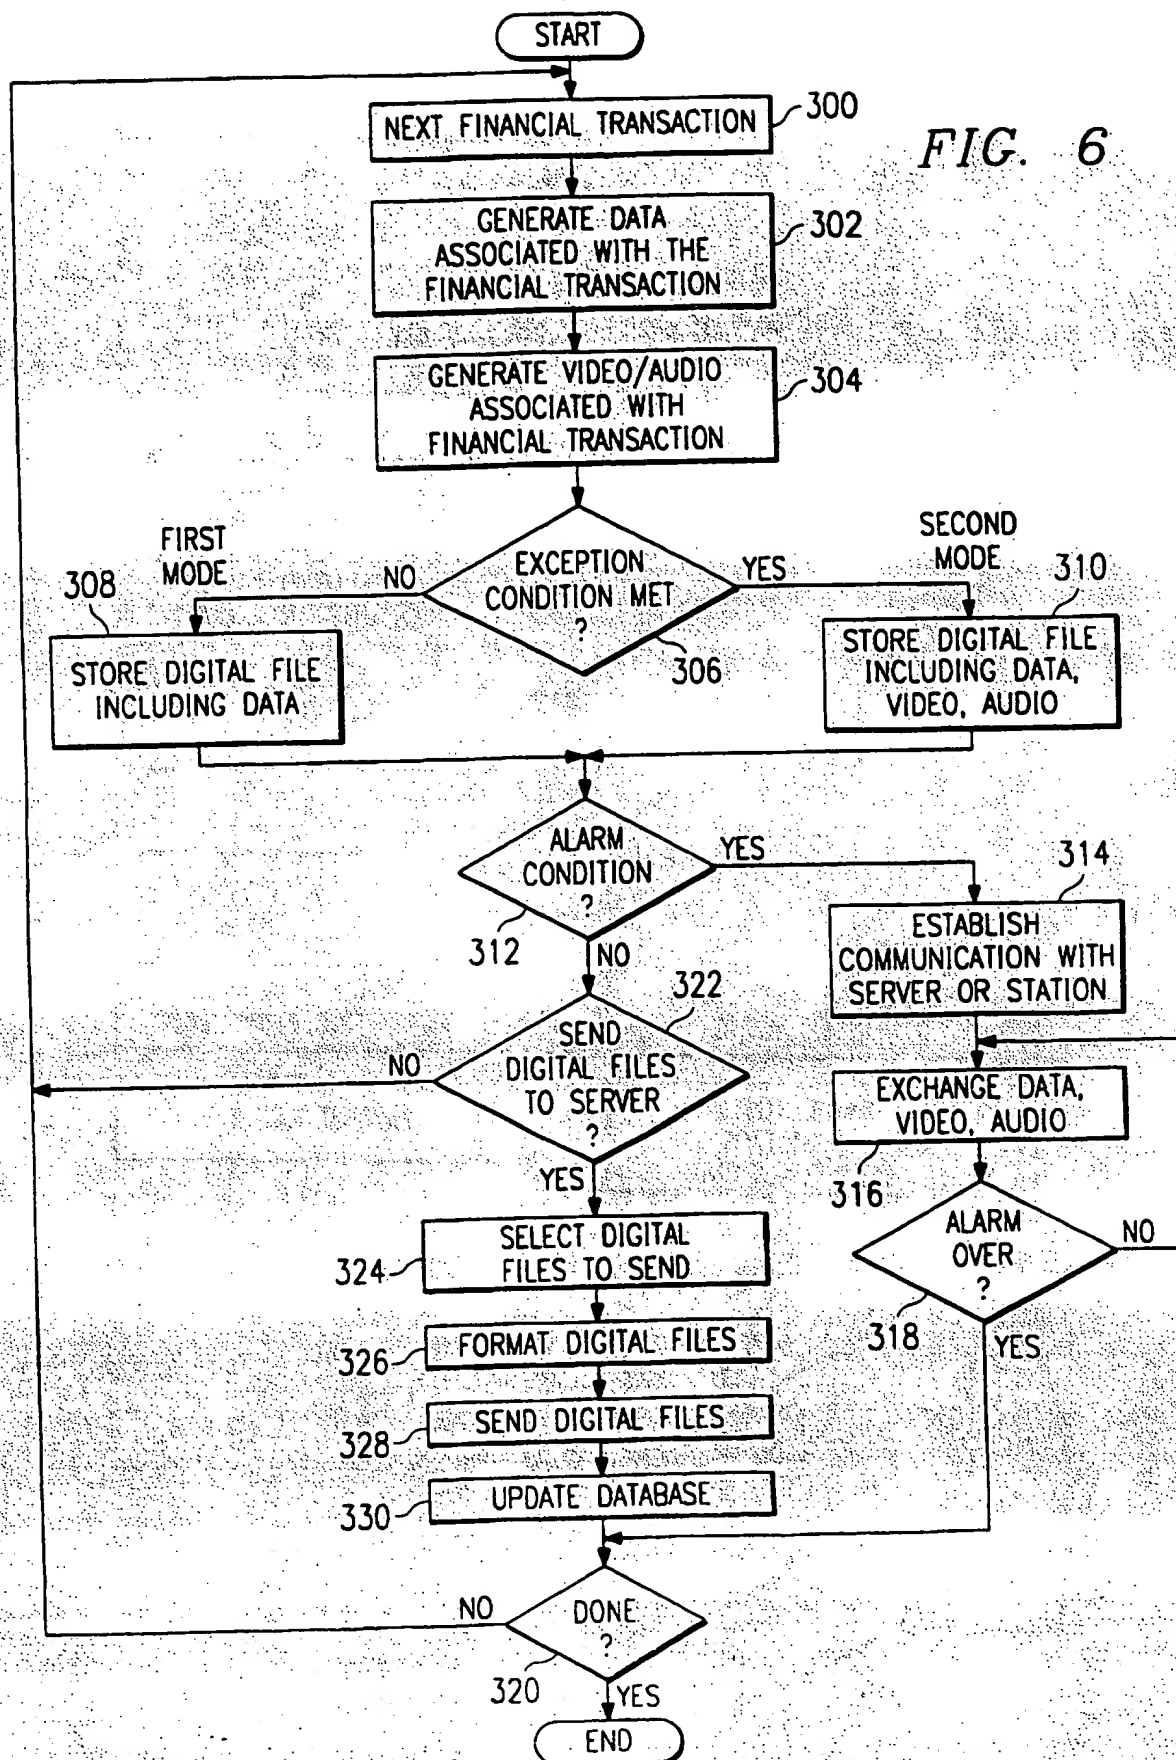 START
NEXT FINANCIAL TRANSACTION
300
FIG. 6
GENERATE DATA
ASSOCIATED WITH THE
FINANCIAL TRANSACTION
302
GENERATE VIDEO/AUDIO
ASSOCIATED WITH
FINANCIAL TRANSACTION
304
FIRST
MODE
NO
EXCEPTION
CONDITION MET
?
306
YES
SECOND
MODE
308
STORE DIGITAL FILE
INCLUDING DATA
310
STORE DIGITAL FILE
INCLUDING DATA,
VIDEO, AUDIO
ALARM
CONDITION
?
312
YES
NO
314
ESTABLISH
COMMUNICATION WITH
SERVER OR STATION
322
SEND
DIGITAL FILES
TO SERVER
?
NO
YES
EXCHANGE DATA,
VIDEO, AUDIO
316
ALARM
OVER
?
318
NO
YES
SELECT DIGITAL
FILES TO SEND
324
FORMAT DIGITAL FILES
326
SEND DIGITAL FILES
328
UPDATE DATABASE
330
DONE
?
NO
320
YES
END